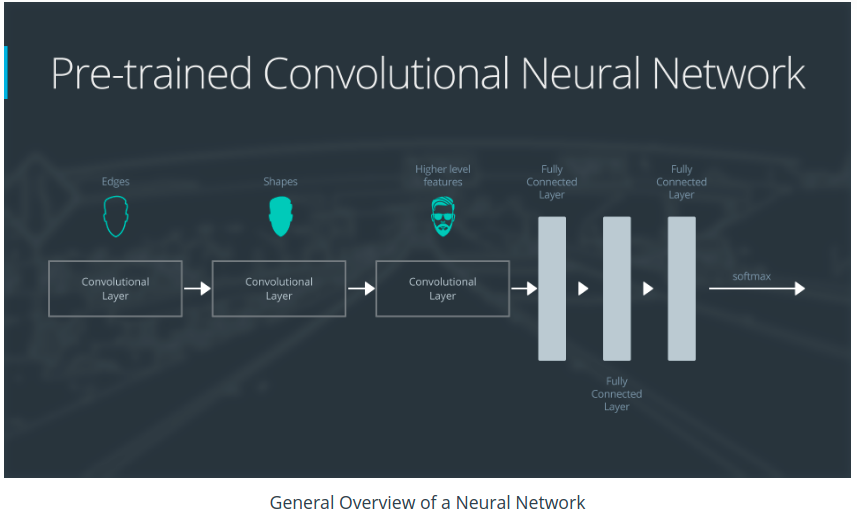 Pre-trained Convolutional Neural Network
Edges
Shapes
Higher level
features
Fully
Connected
Layer
Fully
Connected
Layer
Convolutional
Layer
Convolutional
Layer
Convolutional
Layer
softmax
Fully
Connected
Layer
General Overview of a Neural Network